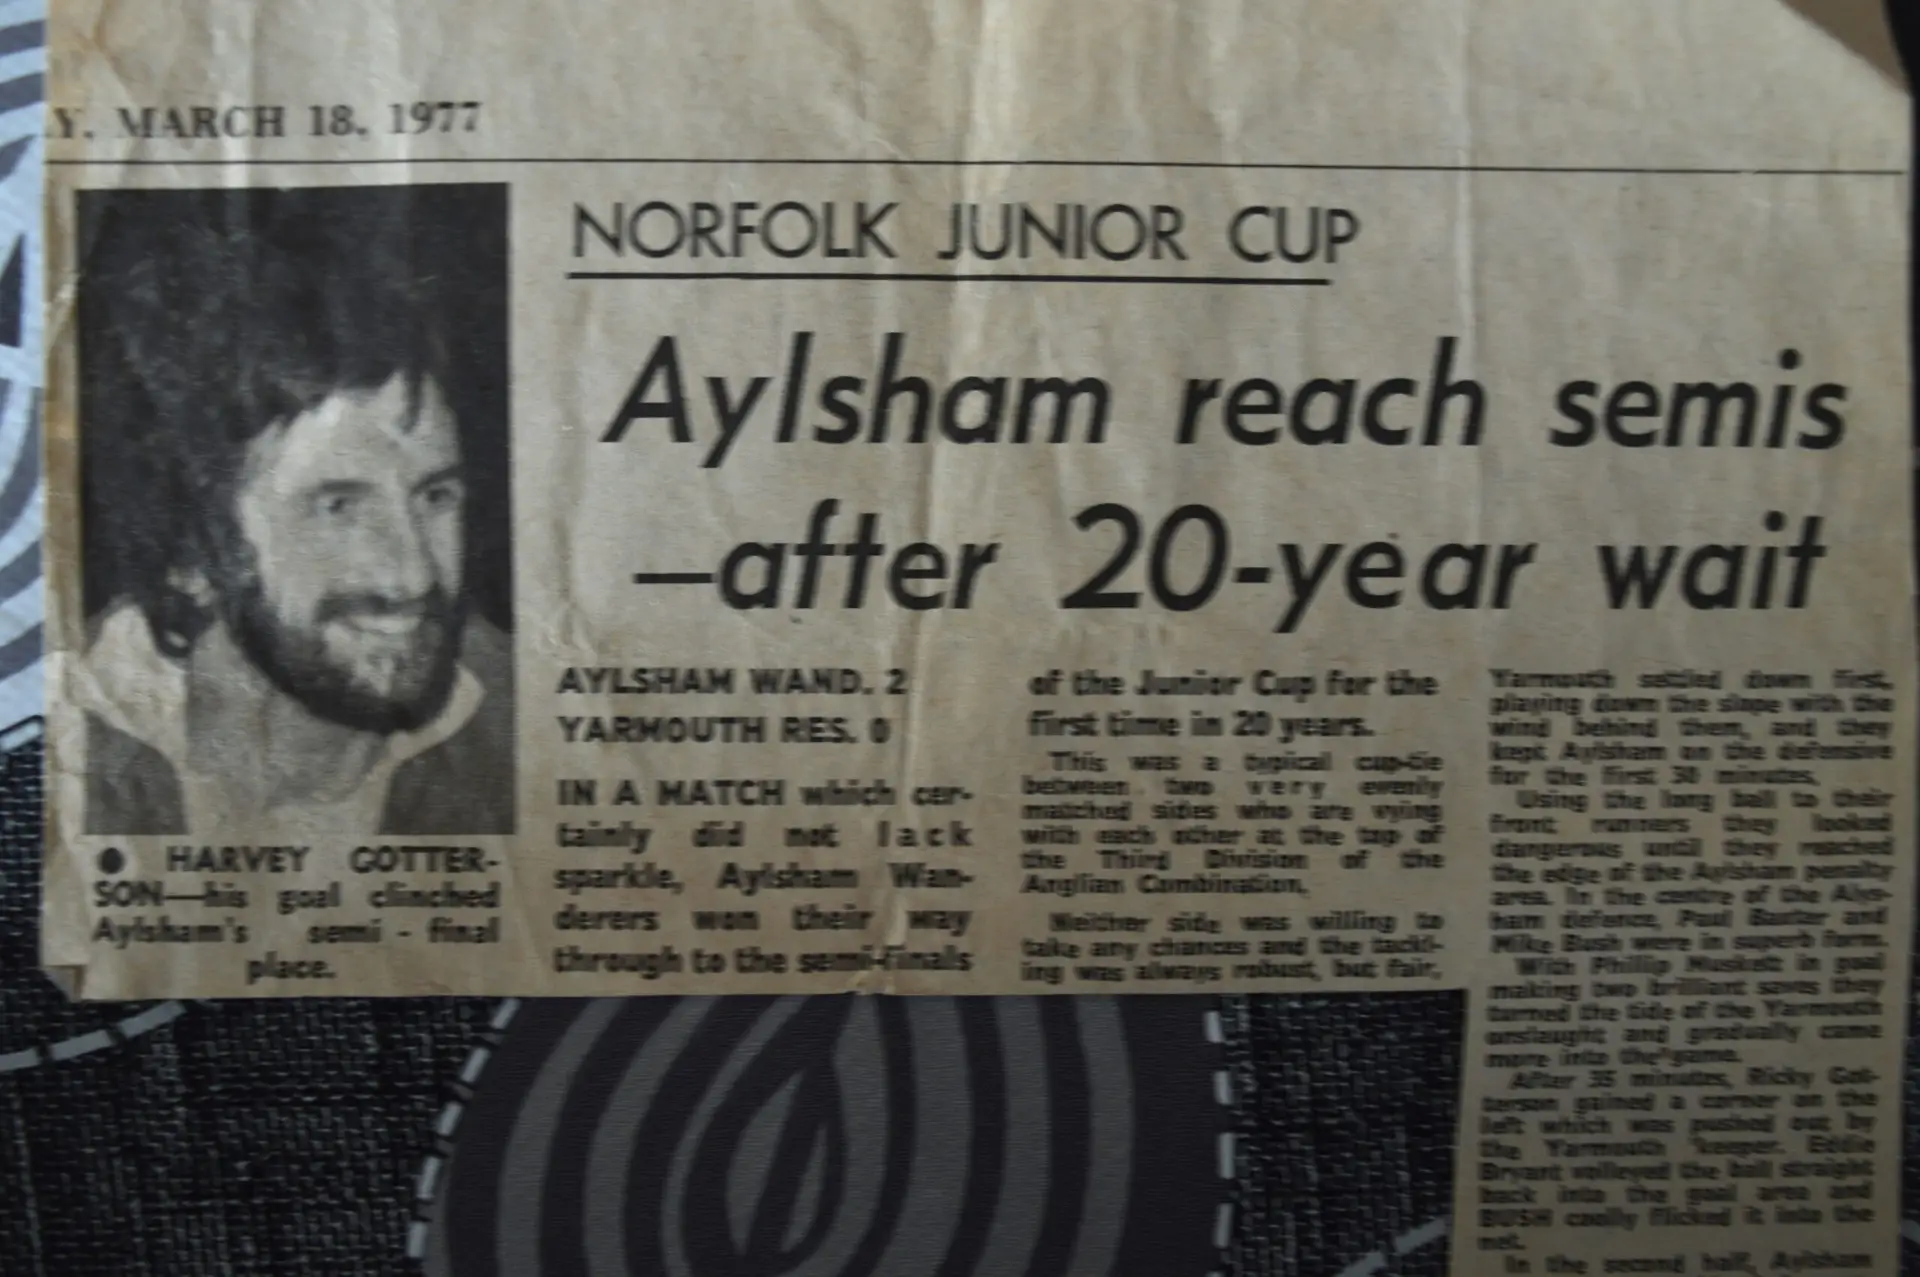 Y. MARCH 18. 1977
NORFOLK JUNIOR CUP
Aylsham reach semis
—after 20-year wait
● HARVEY GOTTER-
SON—his goal clinched
Aylsham's semi - final
place.
AYLSHAM WAND. 2
YARMOUTH RES. 0
IN A MATCH which cer-
tainly did not lack
sparkle, Aylsham Wan-
derers won their way
through to the semi-finals
of the Junior Cup for the
first time in 20 years.
This was a typical cup-tie
between two very evenly
matched sides who are vying
with each other at the top of
the Third Division of the
Anglian Combination.
Neither side was willing to
take any chances and the tackl-
ing was always robust, but fair.
Yarmouth settled down first,
playing down the slope with the
wind behind them, and they
kept Aylsham on the defensive
for the first 30 minutes.
Using the long ball to their
front runners they looked
dangerous until they reached
the edge of the Aylsham penalty
area. In the centre of the Ayls-
ham defence, Paul Baxter and
Mike Bush were in superb form.
With Phillip Muskett in goal
making two brilliant saves they
turned the tide of the Yarmouth
onslaught and gradually came
more into the game.
After 35 minutes, Ricky Got-
terson gained a corner on the
left which was pushed out by
the Yarmouth keeper. Eddie
Bryant volleyed the ball straight
back into the goal area and
BUSH coolly flicked it into the
net.
In the second half, Aylsham